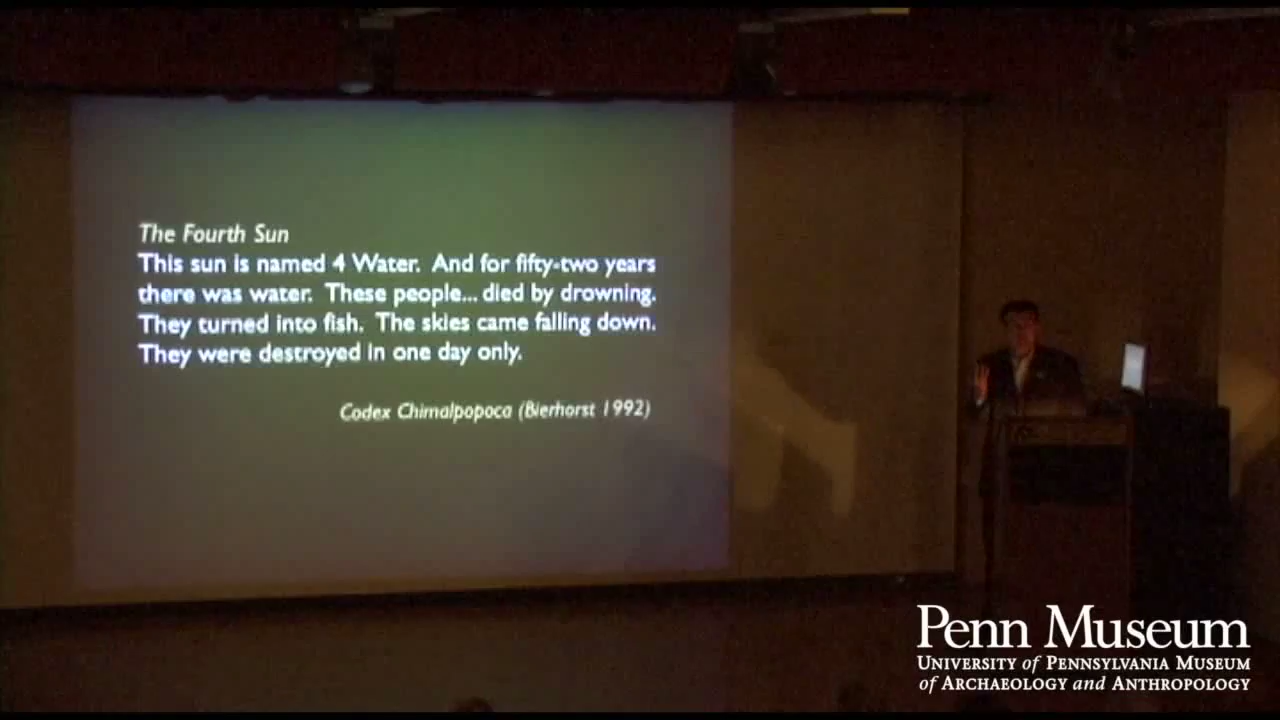 The Fourth Sun
This sun is named 4 Water. And for fifty-two years
there was water. These people... died by drowning.
They turned into fish. The skies came falling down.
They were destroyed in one day only.
Codex Chimalpopoca (Bierhorst 1992)
Penn Museum
UNIVERSITY of PENNSYLVANIA MUSEUM
of ARCHAEOLOGY and ANTHROPOLOGY